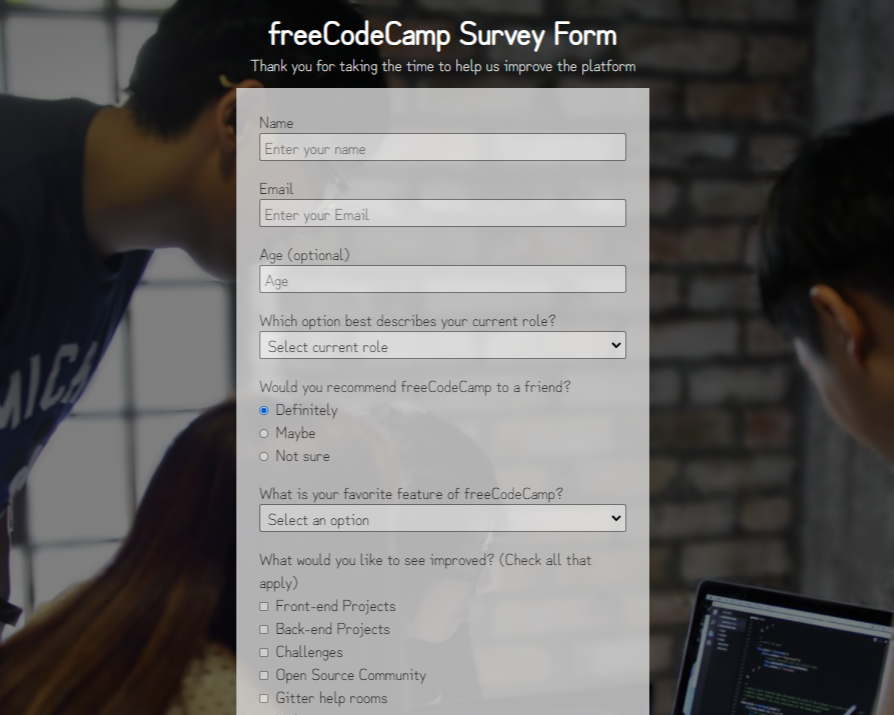 freeCodeCamp Survey Form
Thank you for taking the time to help us improve the platform
Name
Enter your name
Email
Enter your Email
Age (optional)
Age
Which option best describes your current role?
Select current role
Would you recommend freeCodeCamp to a friend?
Definitely
Maybe
Not sure
What is your favorite feature of freeCodeCamp?
Select an option
What would you like to see improved? (Check all that
apply)
Front-end Projects
Back-end Projects
Challenges
Open Source Community
Gitter help rooms